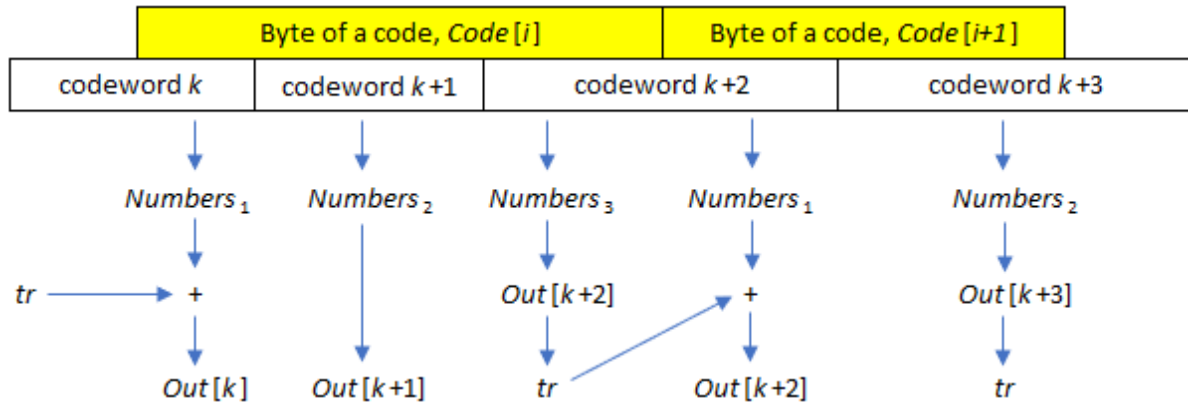 Byte of a code, Code [i] Byte of a code, Code [i+1]
codeword k codeword k+1 codeword k+2 codeword k+3
Numbers 1 Numbers 2 Numbers 3 Numbers 1 Numbers 2
tr + Out [k+2] + Out [k+3]
Out [k] Out [k+1] tr Out [k+2] tr